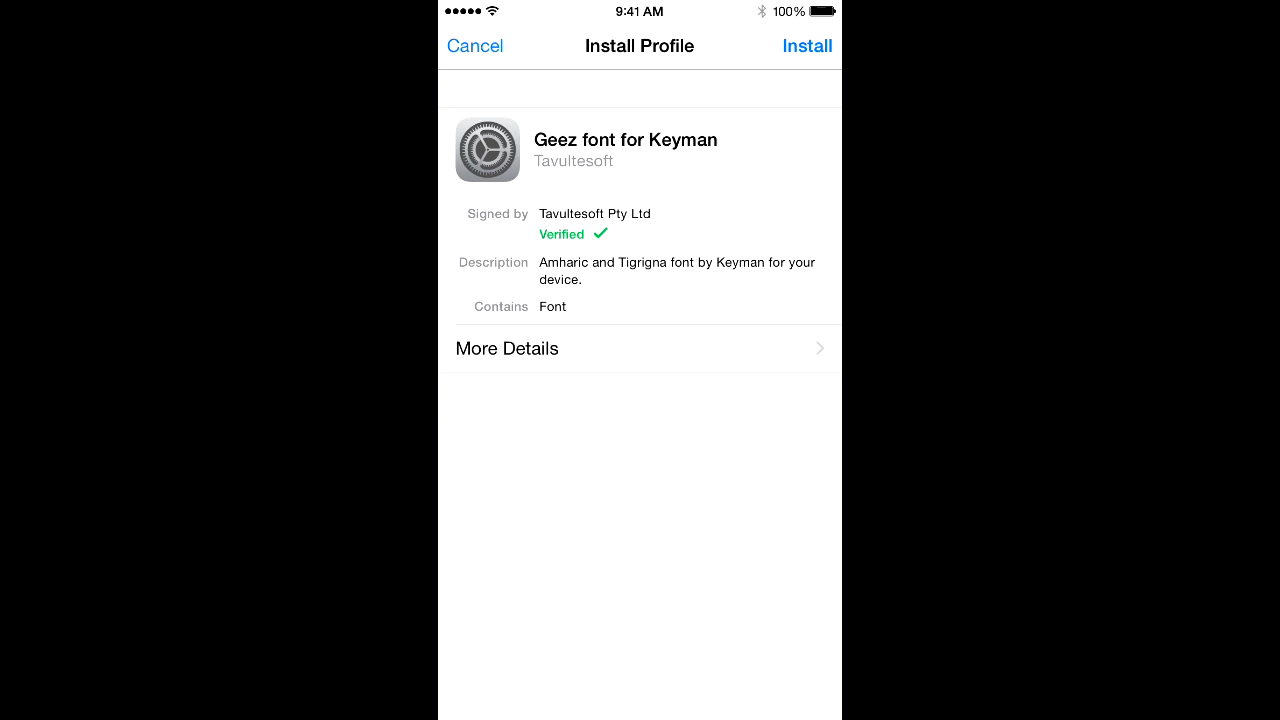 9:41 AM
100%
Cancel
Install Profile
Install
Geez font for Keyman
Tavultesoft
Signed by
Tavultesoft Pty Ltd
Verified
Description
Amharic and Tigrigna font by Keyman for your
device.
Contains
Font
More Details